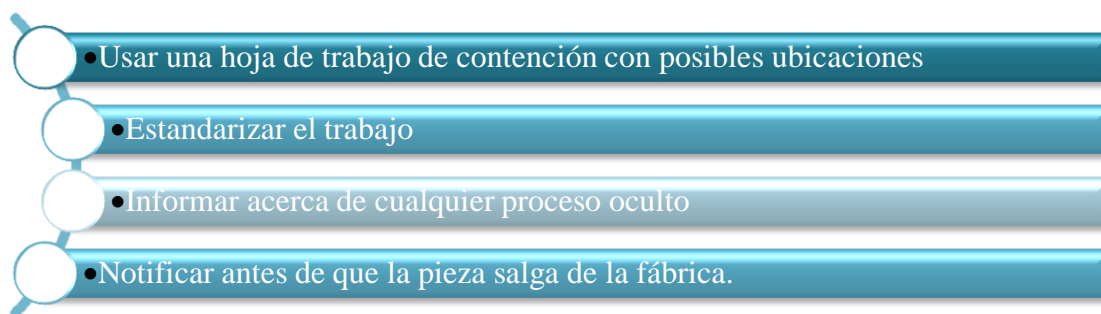 •Usar una hoja de trabajo de contención con posibles ubicaciones
•Estandarizar el trabajo
•Informar acerca de cualquier proceso oculto
•Notificar antes de que la pieza salga de la fábrica.